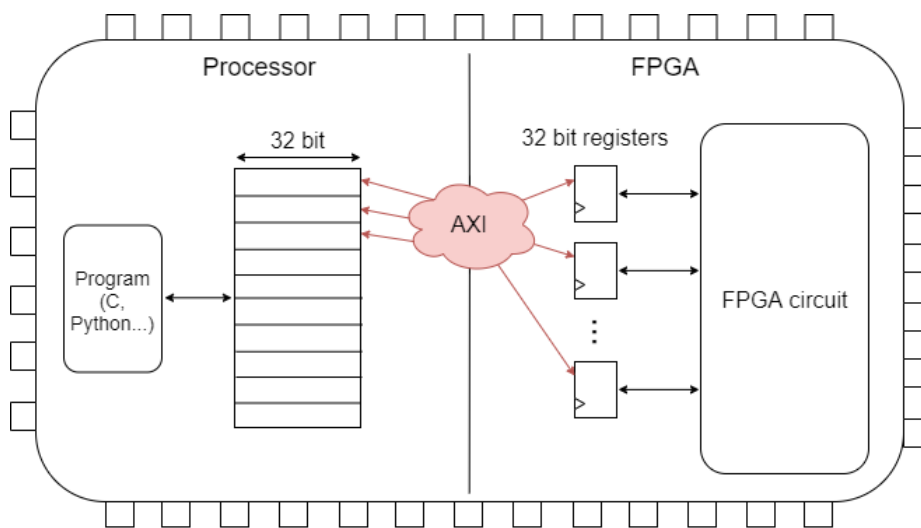 Processor
FPGA
32 bit
32 bit registers
AXI
Program
(C,
Python...)
FPGA circuit